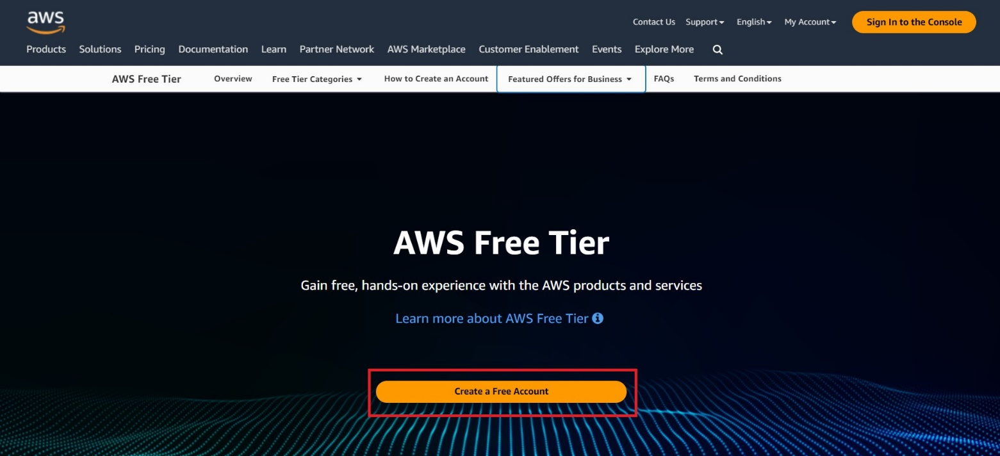 aws
Contact Us Support English My Account Sign In to the Console
Products Solutions Pricing Documentation Learn Partner Network AWS Marketplace Customer Enablement Events Explore More
AWS Free Tier Overview Free Tier Categories How to Create an Account Featured Offers for Business FAQs Terms and Conditions
AWS Free Tier
Gain free, hands-on experience with the AWS products and services
Learn more about AWS Free Tier
Create a Free Account